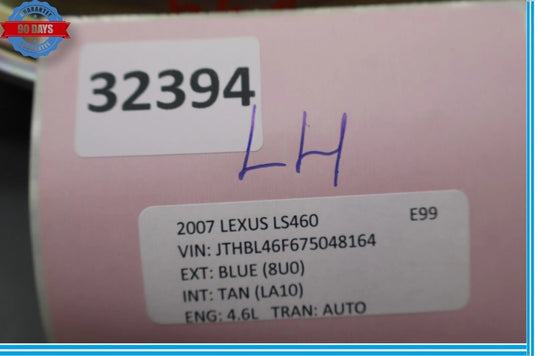 WARRANTY
90 DAYS
32394
LH
2007 LEXUS LS460 E99
VIN: JTHBL46F675048164
EXT: BLUE (8U0)
INT: TAN (LA10)
ENG: 4.6L TRAN: AUTO